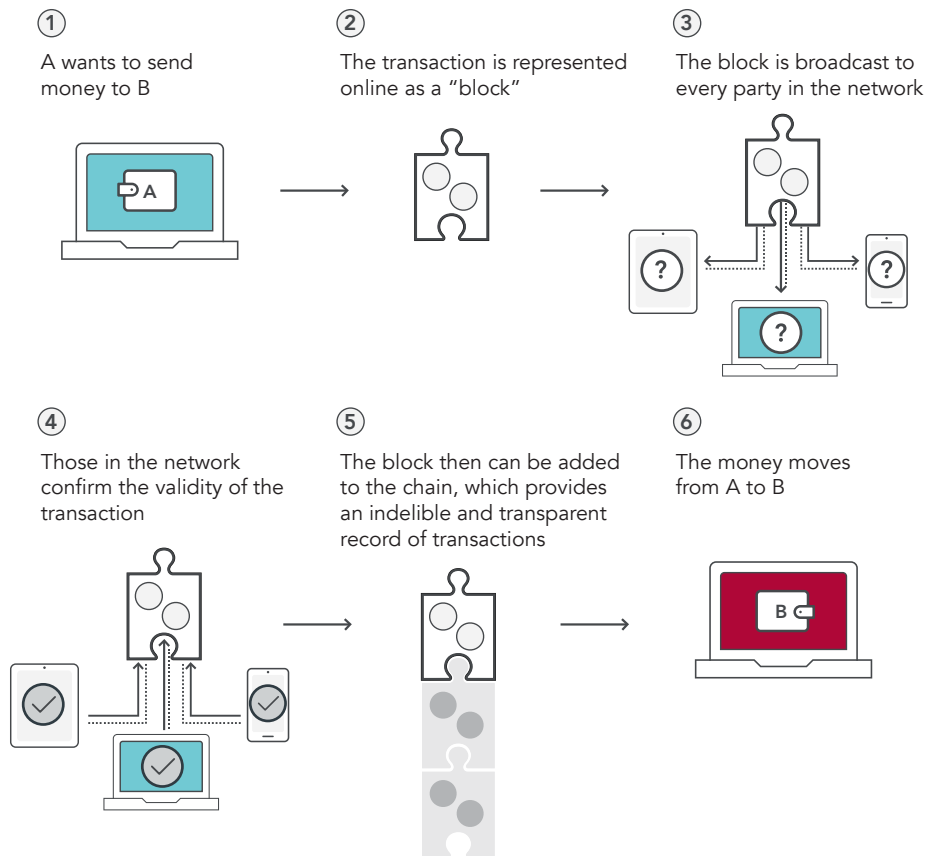 1
A wants to send
money to B
2
The transaction is represented
online as a “block”
3
The block is broadcast to
every party in the network
A
?
?
?
4
Those in the network
confirm the validity of the
transaction
5
The block then can be added
to the chain, which provides
an indelible and transparent
record of transactions
6
The money moves
from A to B
B